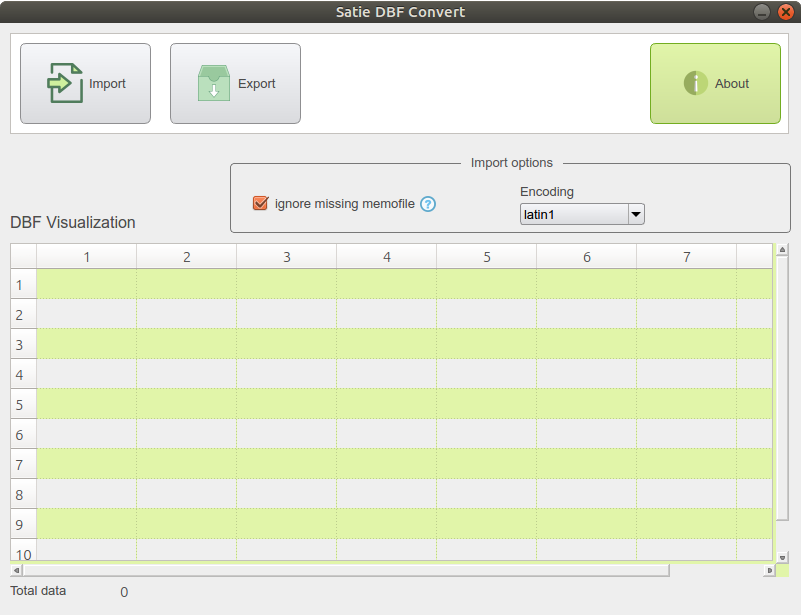 Satie DBF Convert
Import
Export
About
Import options
ignore missing memofile ?
Encoding
latin1
DBF Visualization
1 2 3 4 5 6 7
1
2
3
4
5
6
7
8
9
10
Total data 0